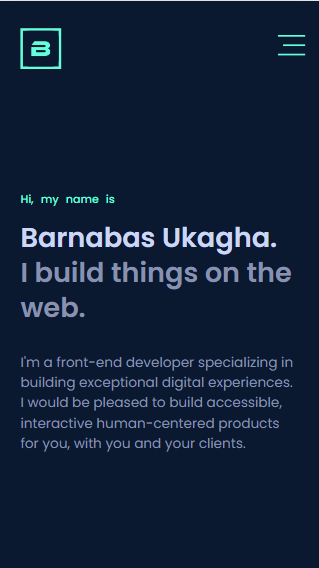 B
Hi, my name is
Barnabas Ukagha.
I build things on the
web.
I'm a front-end developer specializing in
building exceptional digital experiences.
I would be pleased to build accessible,
interactive human-centered products
for you, with you and your clients.